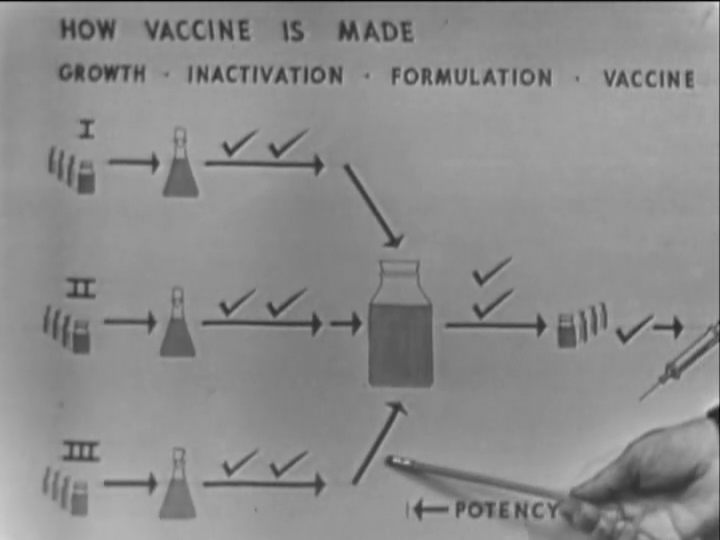 HOW VACCINE IS MADE
GROWTH · INACTIVATION · FORMULATION · VACCINE
I
II
III
POTENCY